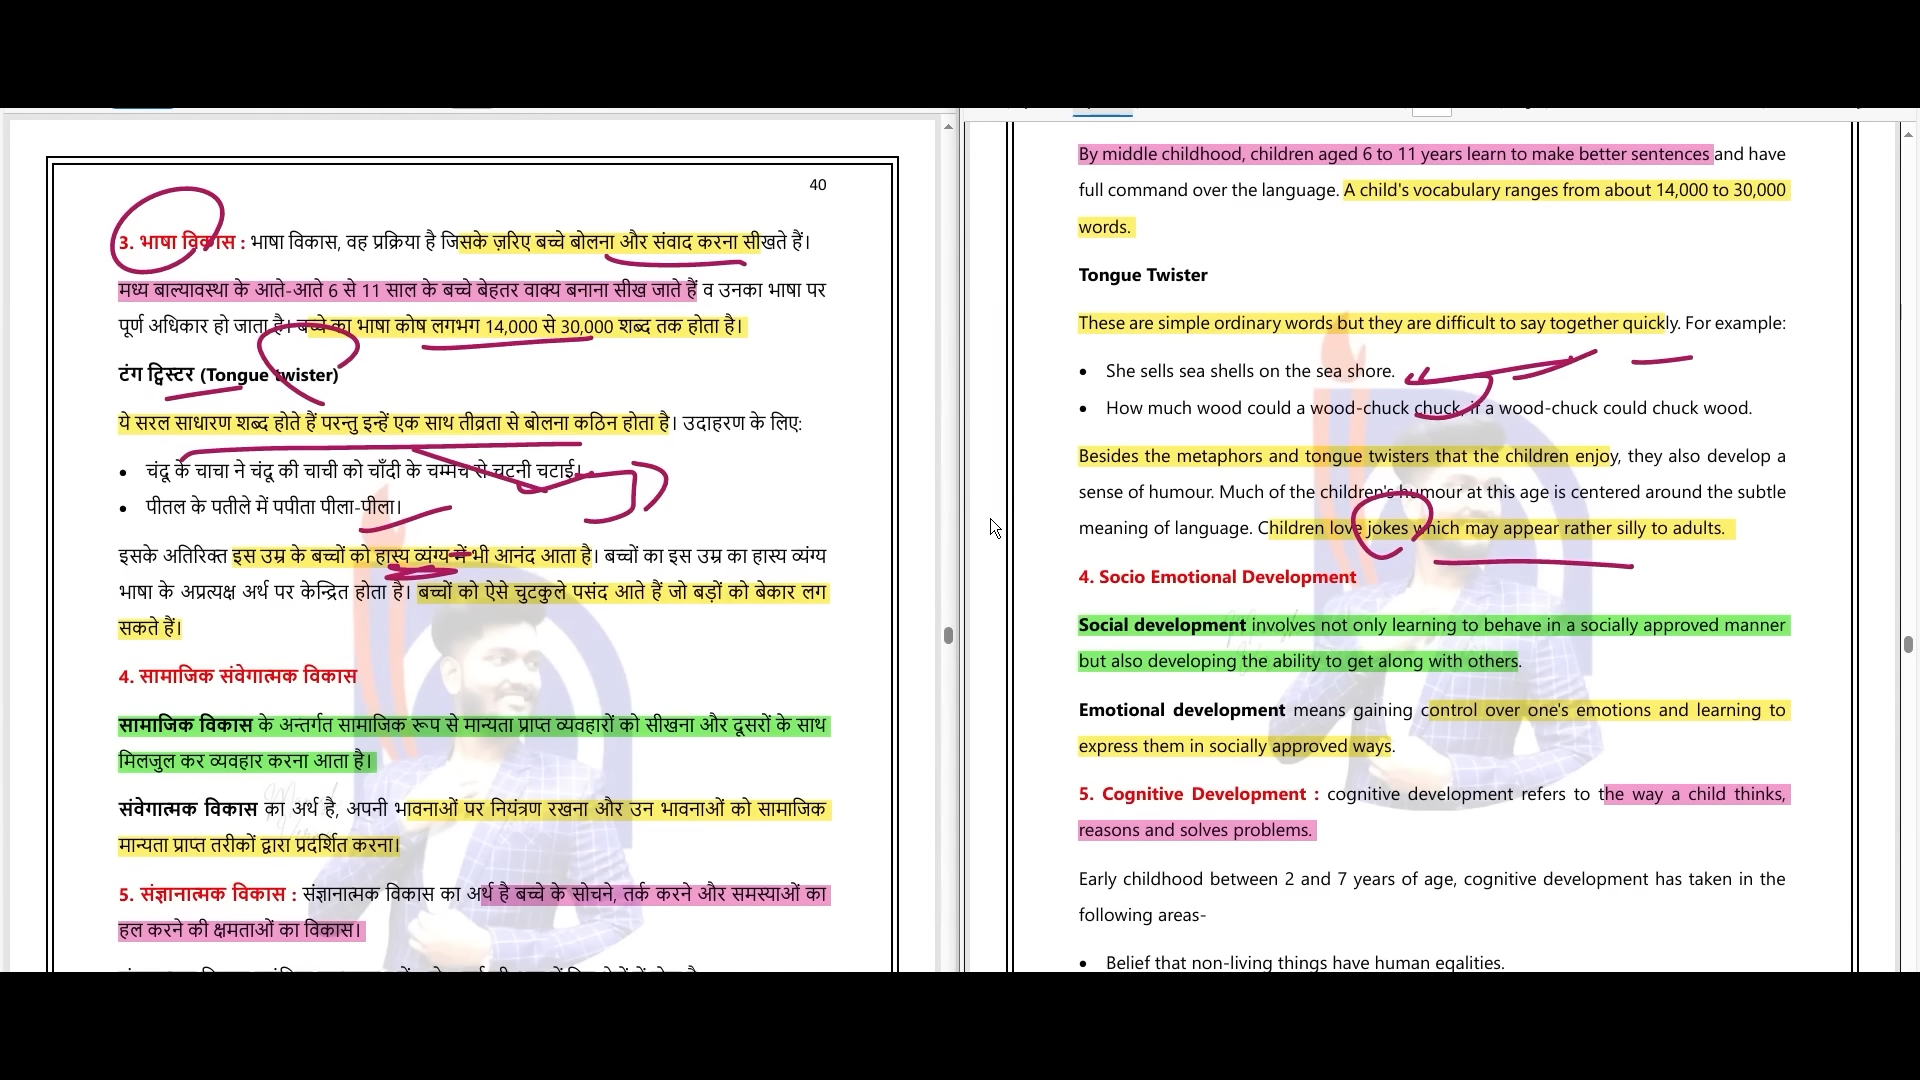 40
3. भाषा विकास : भाषा विकास, वह प्रक्रिया है जिसके ज़रिए बच्चे बोलना और संवाद करना सीखते हैं।
मध्य बाल्यावस्था के आते-आते 6 से 11 साल के बच्चे बेहतर वाक्य बनाना सीख जाते हैं व उनका भाषा पर
पूर्ण अधिकार हो जाता है। बच्चे का भाषा कोष लगभग 14,000 से 30,000 शब्द तक होता है।
टंग ट्विस्टर (Tongue twister)
ये सरल साधारण शब्द होते हैं परन्तु इन्हें एक साथ तीव्रता से बोलना कठिन होता है। उदाहरण के लिए:
• चंदू के चाचा ने चंदू की चाची को चाँदी के चम्मच से चटनी चटाई।
• पीतल के पतीले में पपीता पीला-पीला।
इसके अतिरिक्त इस उम्र के बच्चों को हास्य व्यंग्य में भी आनंद आता है। बच्चों का इस उम्र का हास्य व्यंग्य
भाषा के अप्रत्यक्ष अर्थ पर केन्द्रित होता है। बच्चों को ऐसे चुटकुले पसंद आते हैं जो बड़ों को बेकार लग
सकते हैं।
4. सामाजिक संवेगात्मक विकास
सामाजिक विकास के अन्तर्गत सामाजिक रूप से मान्यता प्राप्त व्यवहारों को सीखना और दूसरों के साथ
मिलजुल कर व्यवहार करना आता है।
संवेगात्मक विकास का अर्थ है, अपनी भावनाओं पर नियंत्रण रखना और उन भावनाओं को सामाजिक
मान्यता प्राप्त तरीकों द्वारा प्रदर्शित करना।
5. संज्ञानात्मक विकास : संज्ञानात्मक विकास का अर्थ है बच्चे के सोचने, तर्क करने और समस्याओं का
हल करने की क्षमताओं का विकास।
By middle childhood, children aged 6 to 11 years learn to make better sentences and have
full command over the language. A child's vocabulary ranges from about 14,000 to 30,000
words.
Tongue Twister
These are simple ordinary words but they are difficult to say together quickly. For example:
• She sells sea shells on the sea shore.
• How much wood could a wood-chuck chuck, if a wood-chuck could chuck wood.
Besides the metaphors and tongue twisters that the children enjoy, they also develop a
sense of humour. Much of the children's humour at this age is centered around the subtle
meaning of language. Children love jokes which may appear rather silly to adults.
4. Socio Emotional Development
Social development involves not only learning to behave in a socially approved manner
but also developing the ability to get along with others.
Emotional development means gaining control over one's emotions and learning to
express them in socially approved ways.
5. Cognitive Development : cognitive development refers to the way a child thinks,
reasons and solves problems.
Early childhood between 2 and 7 years of age, cognitive development has taken in the
following areas-
• Belief that non-living things have human eqalities.